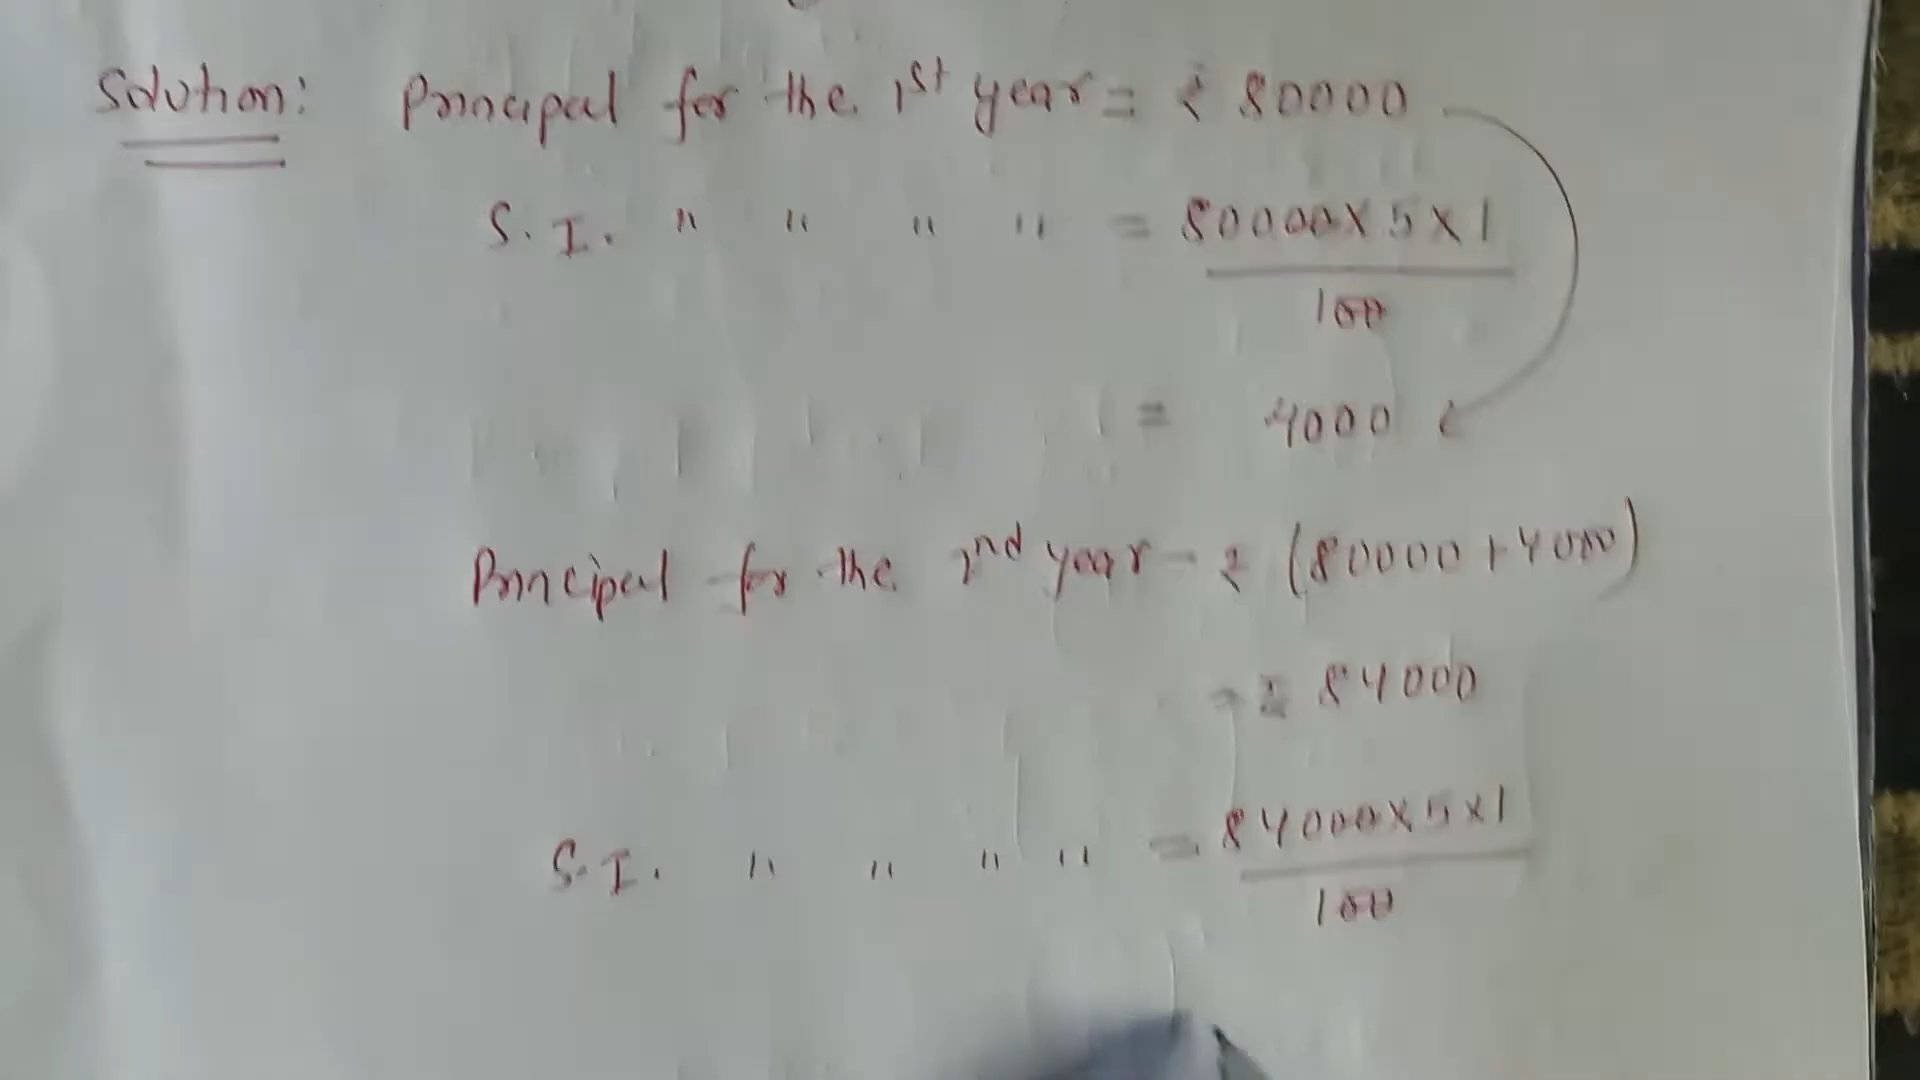 Solution: Principal for the 1st year = ₹ 80000
S. I. " " " " = 80000 X 5 X 1
100
= 4000
Principal for the 2nd year = ₹ (80000 + 4000)
= ₹ 84000
S. I. " " " " = 84000 X 5 X 1
100